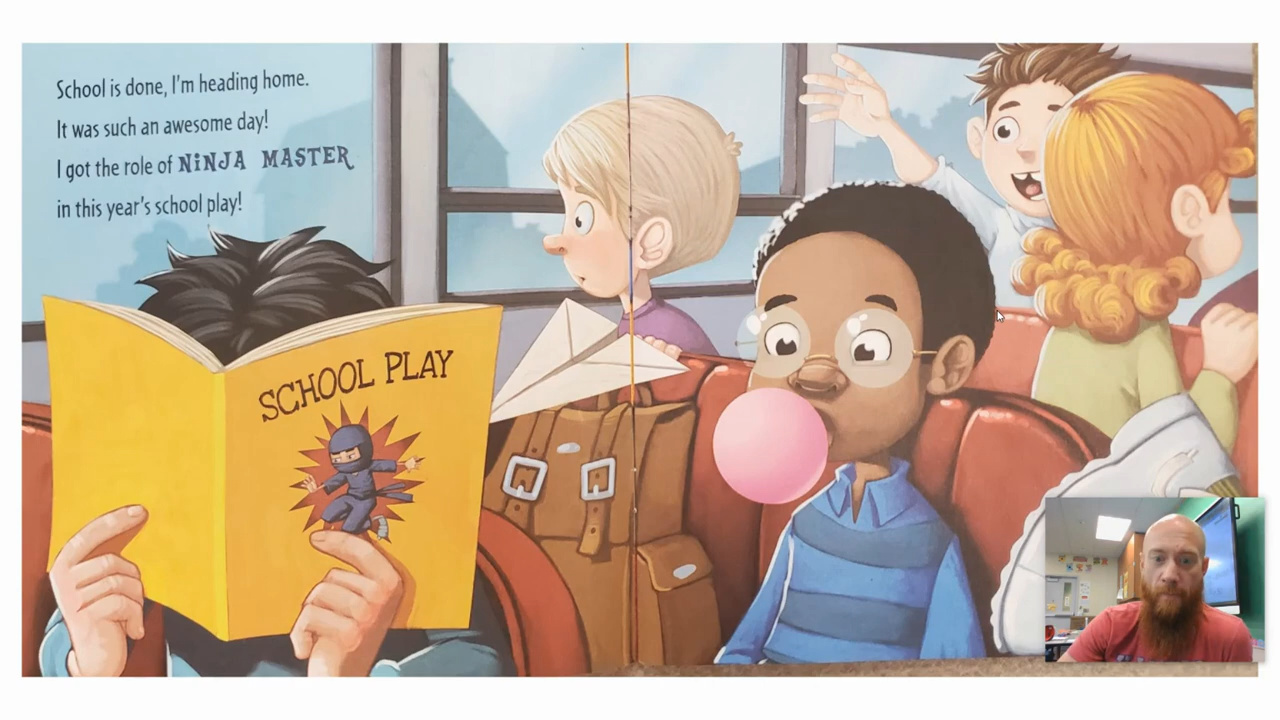 School is done, I'm heading home.
It was such an awesome day!
I got the role of NiNJA MASTER
in this year's school play!
SCHOOL PLAY